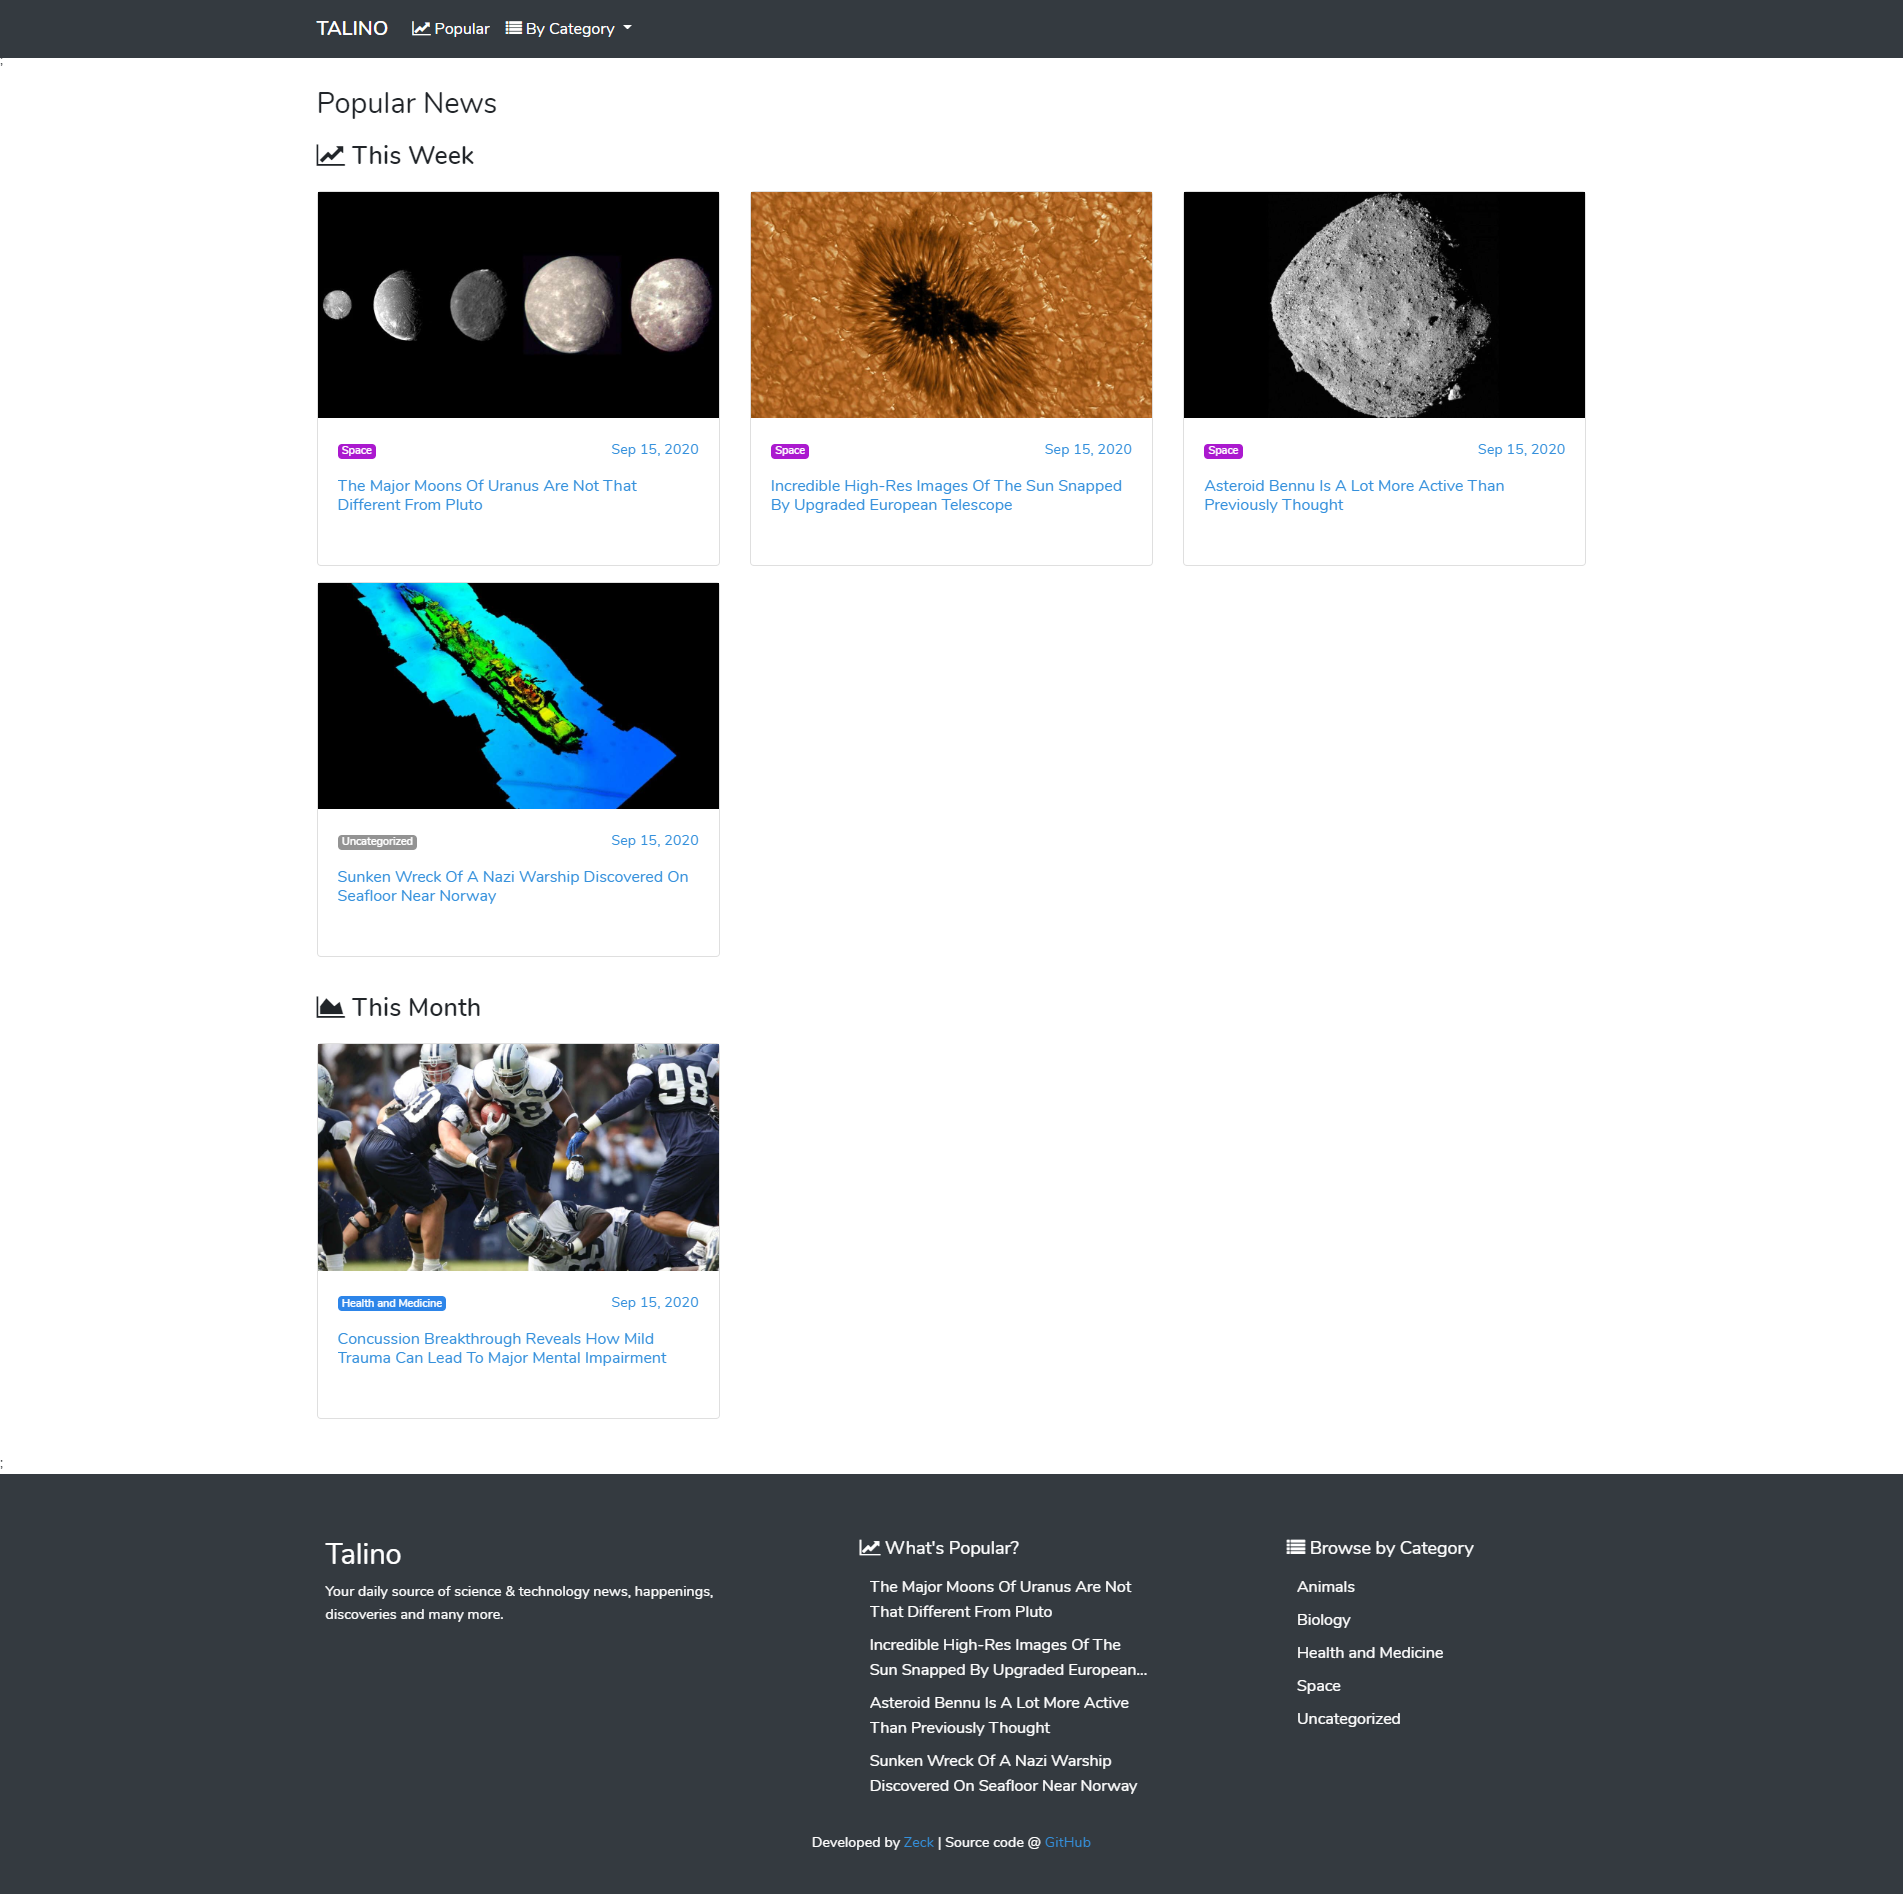 TALINO Popular By Category
;
Popular News
This Week
Space Sep 15, 2020
The Major Moons Of Uranus Are Not That
Different From Pluto
Space Sep 15, 2020
Incredible High-Res Images Of The Sun Snapped
By Upgraded European Telescope
Space Sep 15, 2020
Asteroid Bennu Is A Lot More Active Than
Previously Thought
Uncategorized Sep 15, 2020
Sunken Wreck Of A Nazi Warship Discovered On
Seafloor Near Norway
This Month
98
Health and Medicine Sep 15, 2020
Concussion Breakthrough Reveals How Mild
Trauma Can Lead To Major Mental Impairment
;
Talino
Your daily source of science & technology news, happenings,
discoveries and many more.
What's Popular?
The Major Moons Of Uranus Are Not
That Different From Pluto
Incredible High-Res Images Of The
Sun Snapped By Upgraded European...
Asteroid Bennu Is A Lot More Active
Than Previously Thought
Sunken Wreck Of A Nazi Warship
Discovered On Seafloor Near Norway
Browse by Category
Animals
Biology
Health and Medicine
Space
Uncategorized
Developed by Zeck | Source code @ GitHub